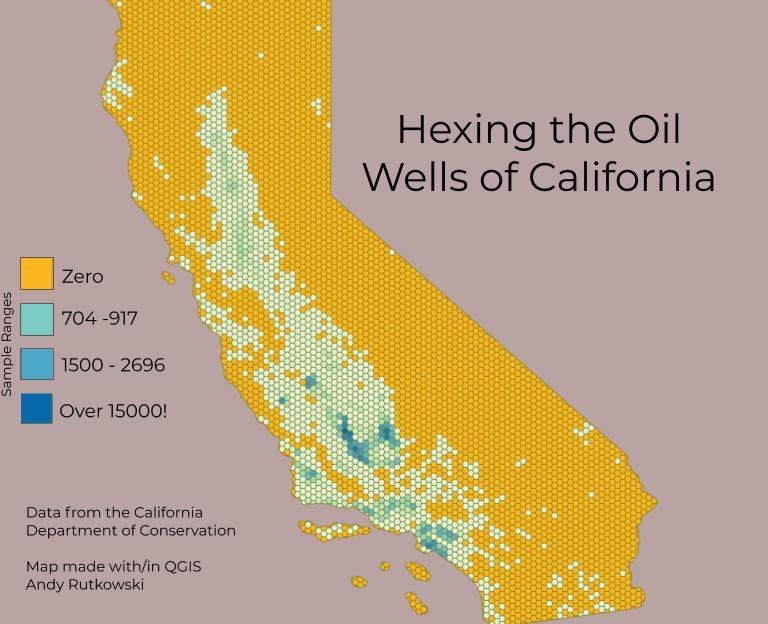 Hexing the Oil
Wells of California
Sample Ranges
Zero
704 -917
1500 - 2696
Over 15000!
Data from the California
Department of Conservation
Map made with/in QGIS
Andy Rutkowski